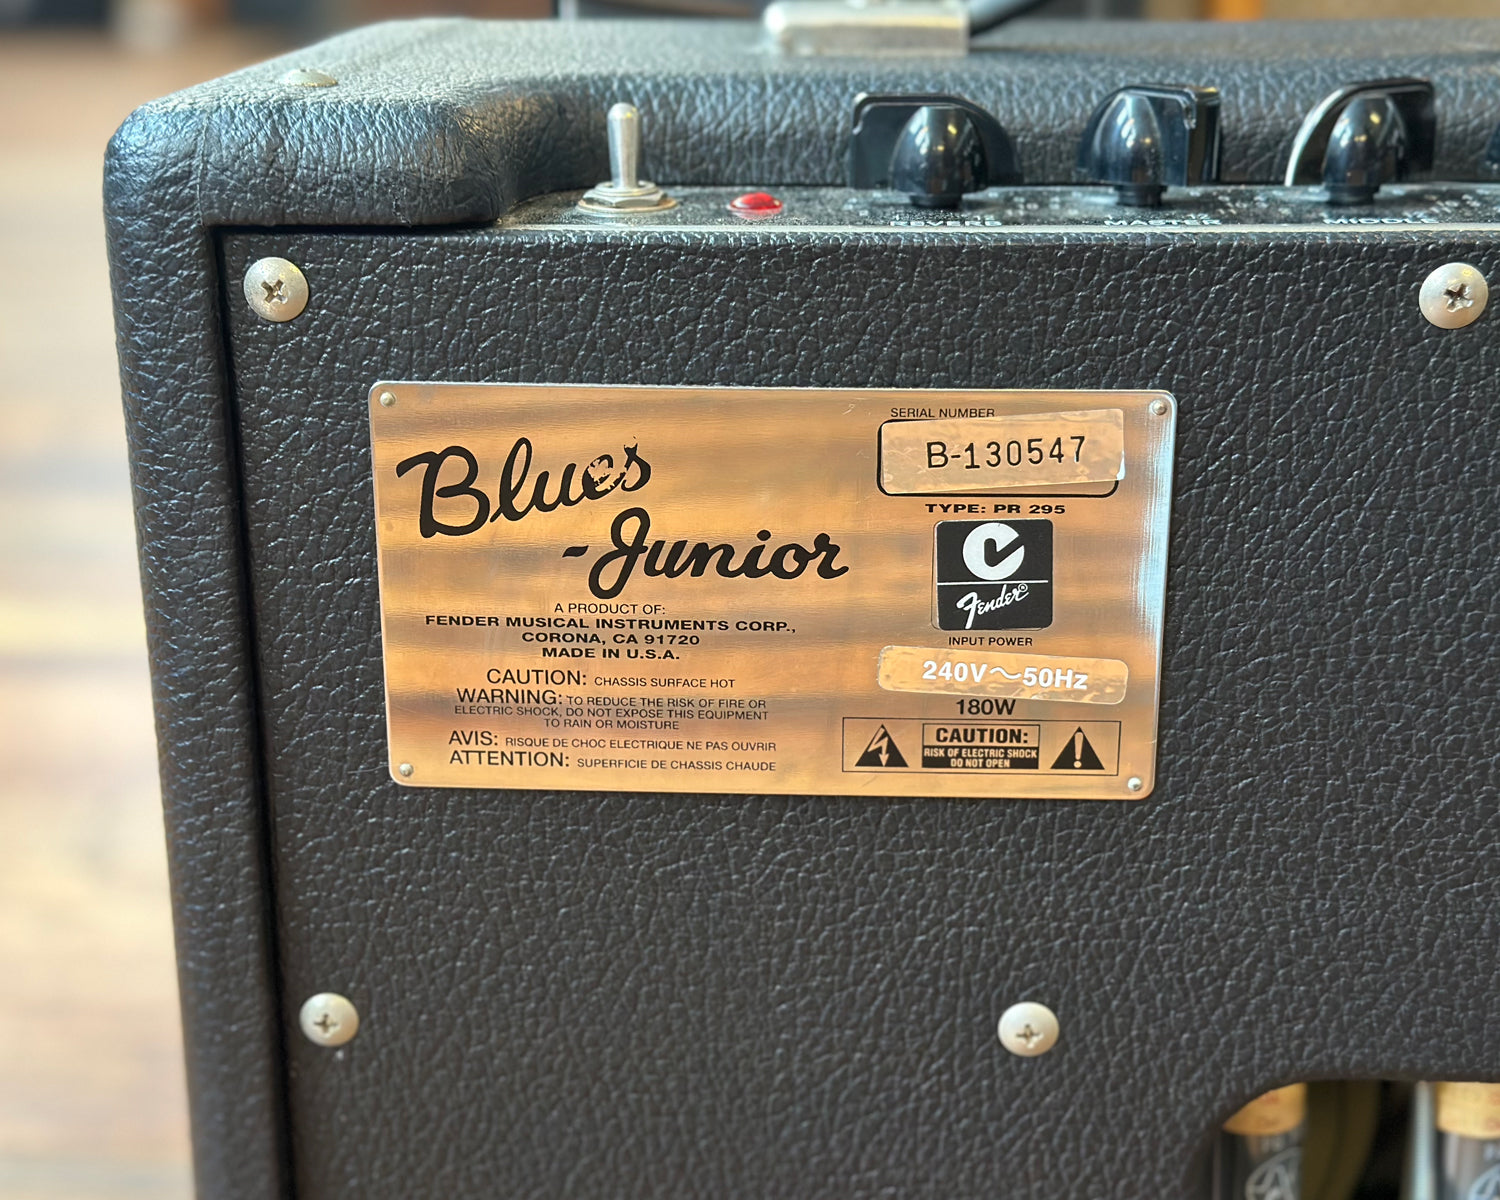 REVERB MASTER MIDDLE
Blues
-Junior
A PRODUCT OF:
FENDER MUSICAL INSTRUMENTS CORP.,
CORONA, CA 91720
MADE IN U.S.A.
CAUTION: CHASSIS SURFACE HOT
WARNING: TO REDUCE THE RISK OF FIRE OR
ELECTRIC SHOCK, DO NOT EXPOSE THIS EQUIPMENT
TO RAIN OR MOISTURE
AVIS: RISQUE DE CHOC ELECTRIQUE NE PAS OUVRIR
ATTENTION: SUPERFICIE DE CHASSIS CHAUDE
SERIAL NUMBER
B-130547
TYPE: PR 295
Fender®
INPUT POWER
240V～50Hz
180W
CAUTION:
RISK OF ELECTRIC SHOCK
DO NOT OPEN